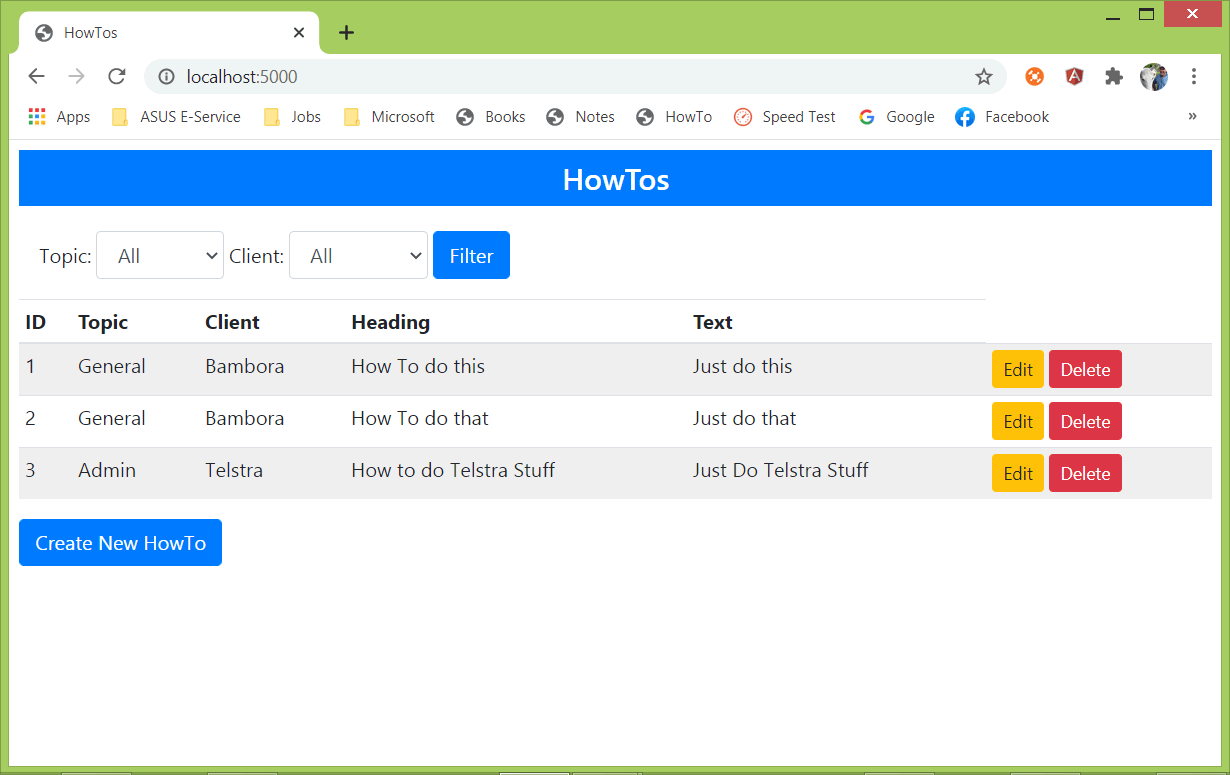 HowTos
localhost:5000
Apps ASUS E-Service Jobs Microsoft Books Notes HowTo Speed Test Google Facebook »
HowTos
Topic: All Client: All Filter
ID Topic Client Heading Text
1 General Bambora How To do this Just do this Edit Delete
2 General Bambora How To do that Just do that Edit Delete
3 Admin Telstra How to do Telstra Stuff Just Do Telstra Stuff Edit Delete
Create New HowTo